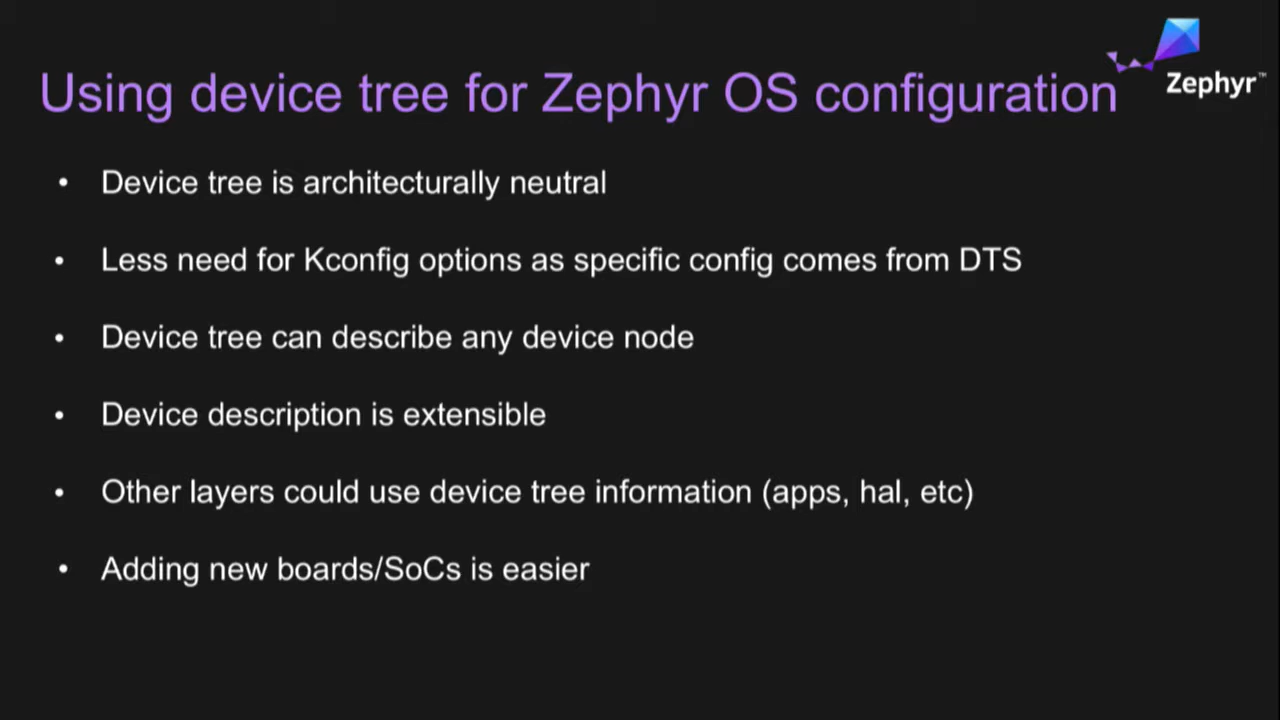 Using device tree for Zephyr OS configuration
Zephyr™
• Device tree is architecturally neutral
• Less need for Kconfig options as specific config comes from DTS
• Device tree can describe any device node
• Device description is extensible
• Other layers could use device tree information (apps, hal, etc)
• Adding new boards/SoCs is easier